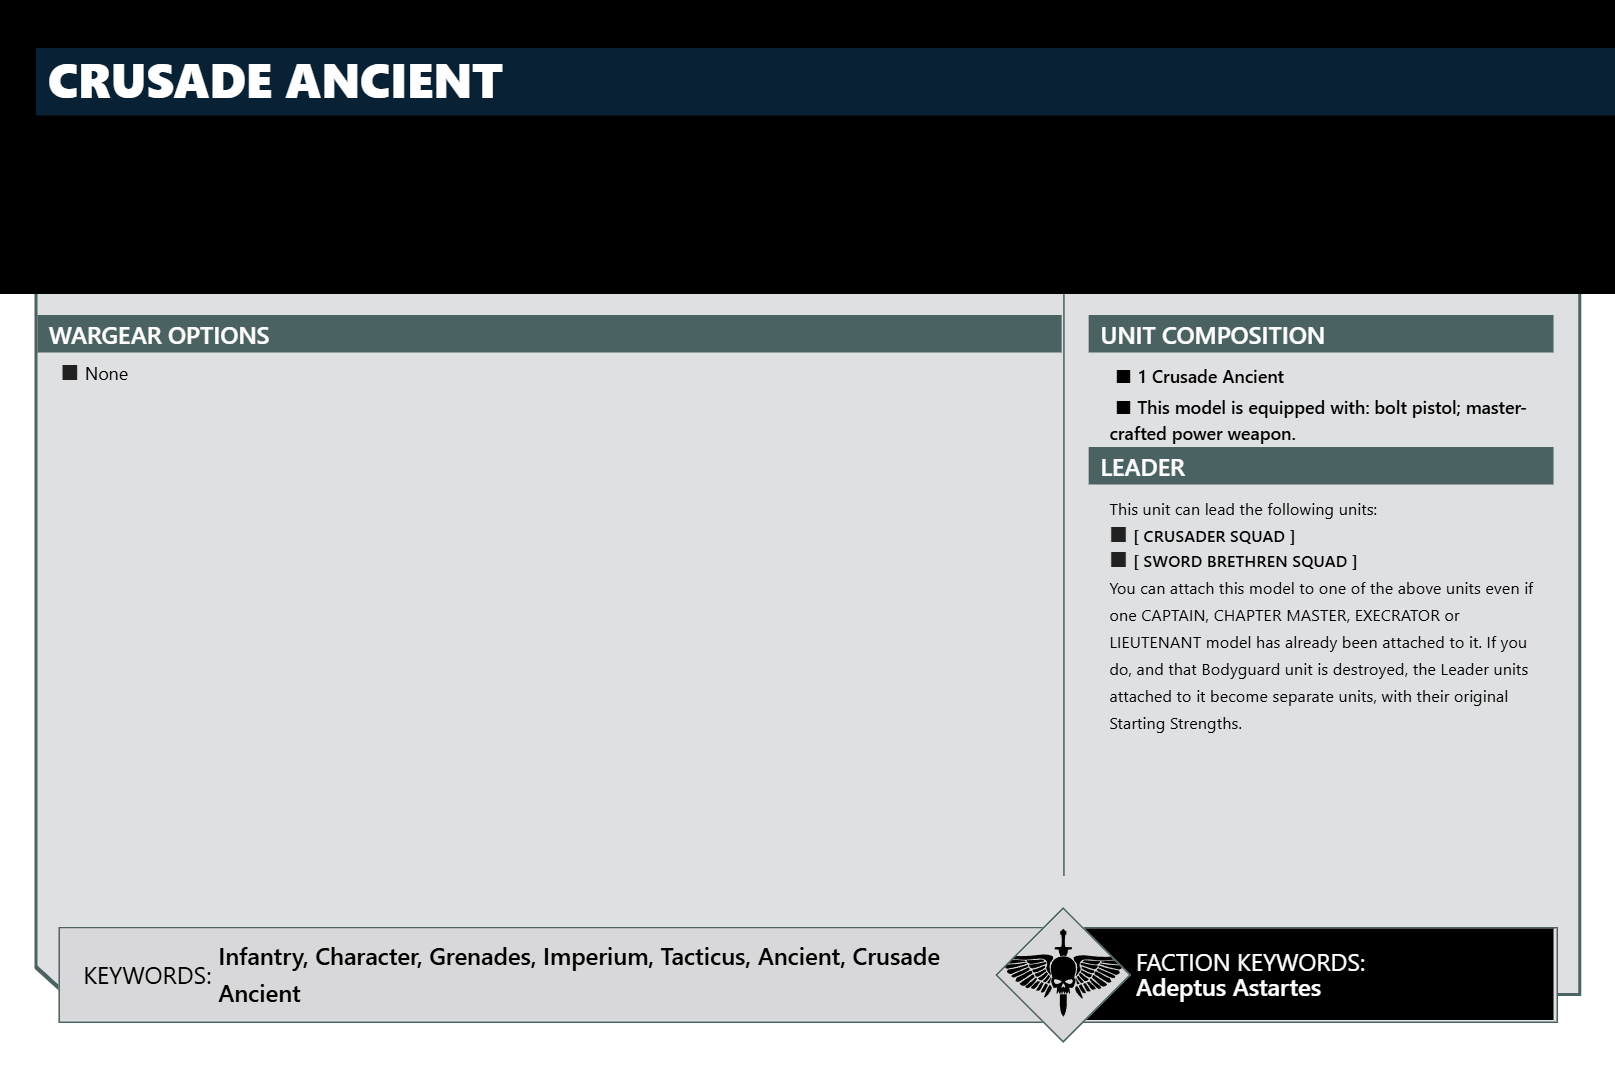 CRUSADE ANCIENT
WARGEAR OPTIONS
■ None
UNIT COMPOSITION
■ 1 Crusade Ancient
■ This model is equipped with: bolt pistol; master-
crafted power weapon.
LEADER
This unit can lead the following units:
■ [ CRUSADER SQUAD ]
■ [ SWORD BRETHREN SQUAD ]
You can attach this model to one of the above units even if
one CAPTAIN, CHAPTER MASTER, EXECRATOR or
LIEUTENANT model has already been attached to it. If you
do, and that Bodyguard unit is destroyed, the Leader units
attached to it become separate units, with their original
Starting Strengths.
KEYWORDS: Infantry, Character, Grenades, Imperium, Tacticus, Ancient, Crusade
Ancient
FACTION KEYWORDS:
Adeptus Astartes